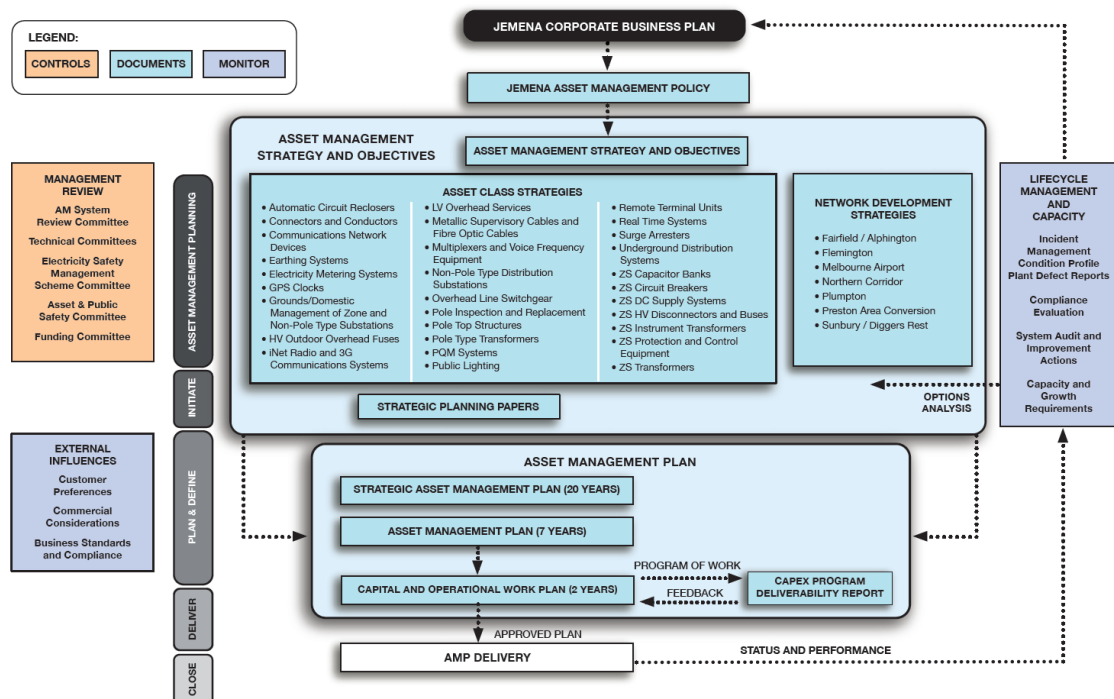 JEMENA CORPORATE BUSINESS PLAN
LEGEND:
CONTROLS
DOCUMENTS
MONITOR
JEMENA ASSET MANAGEMENT POLICY
ASSET MANAGEMENT
STRATEGY AND OBJECTIVES
ASSET MANAGEMENT STRATEGY AND OBJECTIVES
MANAGEMENT
REVIEW
AM System
Review Committee
Technical Committees
Electricity Safety
Management
Scheme Committee
Asset & Public
Safety Committee
Funding Committee
ASSET MANAGEMENT PLANNING
INITIATE
PLAN & DEFINE
DELIVER
CLOSE
ASSET CLASS STRATEGIES
• Automatic Circuit Reclosers
• Connectors and Conductors
• Communications Network
Devices
• Earthing Systems
• Electricity Metering Systems
• GPS Clocks
• Grounds/Domestic
Management of Zone and
Non-Pole Type Substations
• HV Outdoor Overhead Fuses
• iNet Radio and 3G
Communications Systems
• LV Overhead Services
• Metallic Supervisory Cables and
Fibre Optic Cables
• Multiplexers and Voice Frequency
Equipment
• Non-Pole Type Distribution
Substations
• Overhead Line Switchgear
• Pole Inspection and Replacement
• Pole Top Structures
• Pole Type Transformers
• PQM Systems
• Public Lighting
• Remote Terminal Units
• Real Time Systems
• Surge Arresters
• Underground Distribution
Systems
• ZS Capacitor Banks
• ZS Circuit Breakers
• ZS DC Supply Systems
• ZS HV Disconnectors and Buses
• ZS Instrument Transformers
• ZS Protection and Control
Equipment
• ZS Transformers
NETWORK DEVELOPMENT
STRATEGIES
• Fairfield / Alphington
• Flemington
• Melbourne Airport
• Northern Corridor
• Plumpton
• Preston Area Conversion
• Sunbury / Diggers Rest
LIFECYCLE
MANAGEMENT
AND
CAPACITY
Incident
Management
Condition Profile
Plant Defect Reports
Compliance
Evaluation
System Audit and
Improvement
Actions
Capacity and
Growth
Requirements
OPTIONS
ANALYSIS
STRATEGIC PLANNING PAPERS
EXTERNAL
INFLUENCES
Customer
Preferences
Commercial
Considerations
Business Standards
and Compliance
ASSET MANAGEMENT PLAN
STRATEGIC ASSET MANAGEMENT PLAN (20 YEARS)
ASSET MANAGEMENT PLAN (7 YEARS)
CAPITAL AND OPERATIONAL WORK PLAN (2 YEARS)
PROGRAM OF WORK
FEEDBACK
CAPEX PROGRAM
DELIVERABILITY REPORT
APPROVED PLAN
AMP DELIVERY
STATUS AND PERFORMANCE